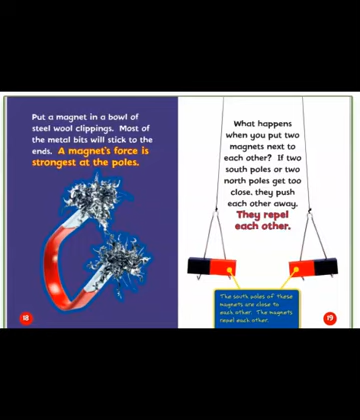 Put a magnet in a bowl of
steel wool clippings. Most of
the metal bits will stick to the
ends. A magnet's force is
strongest at the poles.
18
What happens
when you put two
magnets next to
each other? If two
south poles or two
north poles get too
close, they push
each other away.
They repel
each other.
The south poles of these
magnets are close to
each other. The magnets
repel each other.
19